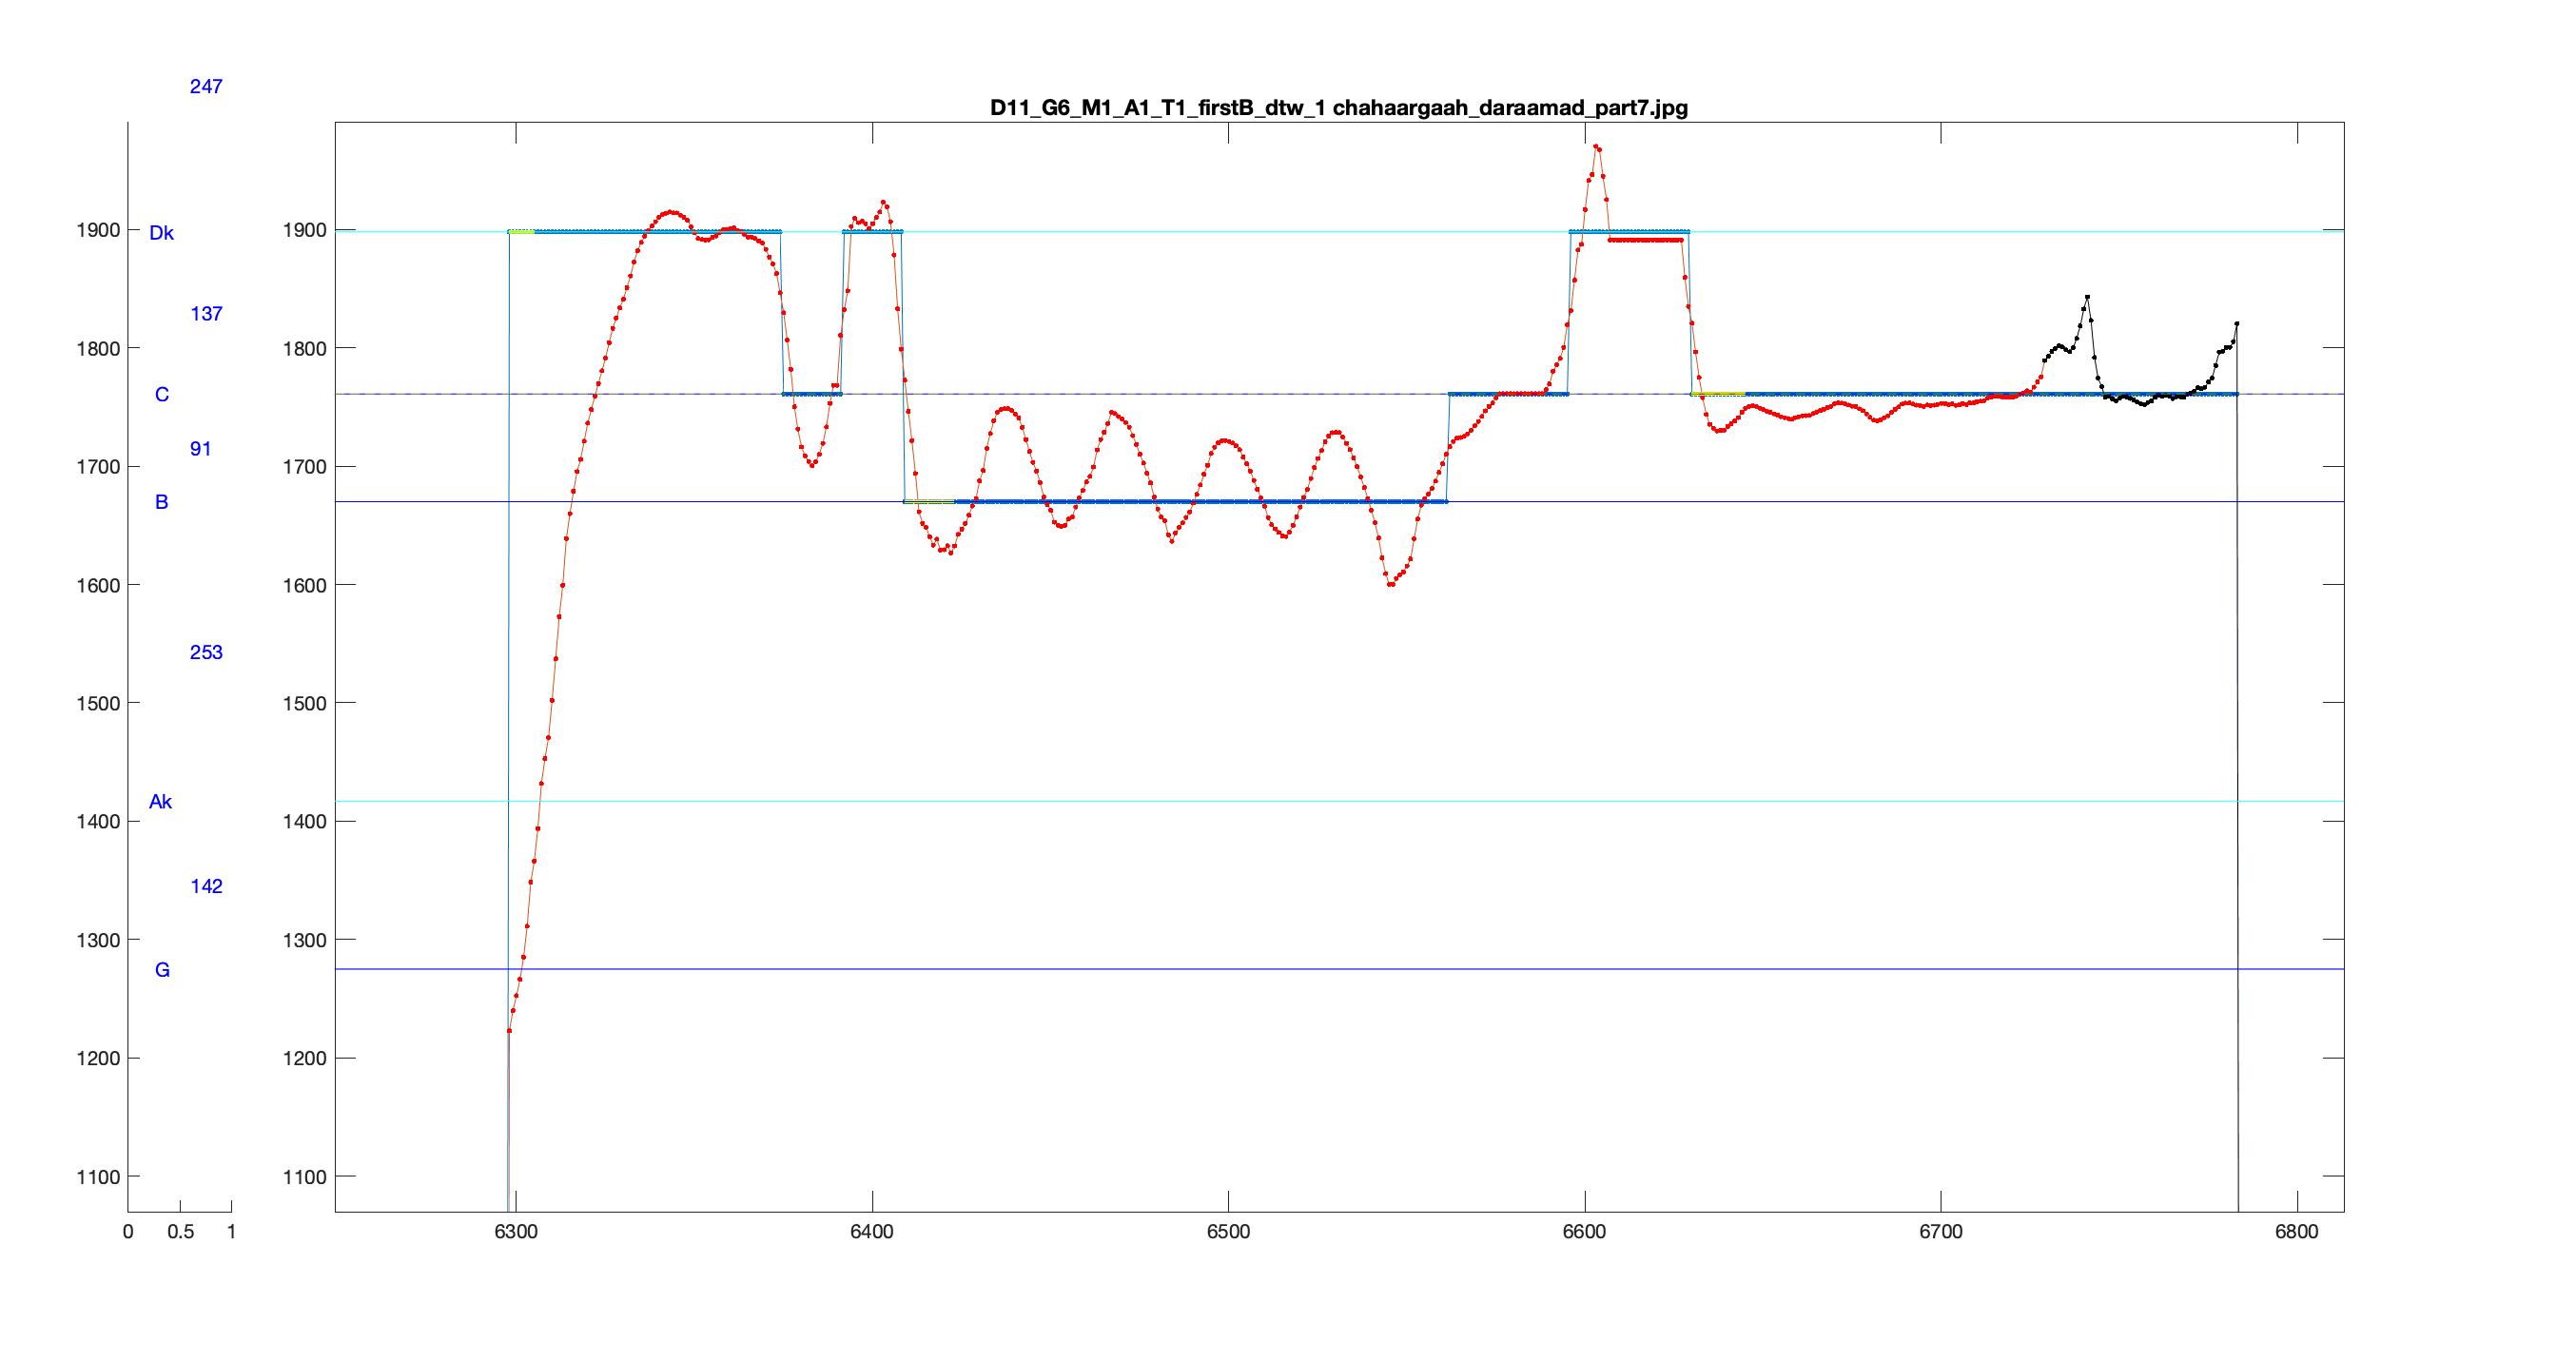 247
D11_G6_M1_A1_T1_firstB_dtw_1 chahaargaah_daraamad_part7.jpg
1900 Dk 1900
137
1800 1800
C
91
1700 1700
B
1600 1600
253
1500 1500
Ak
1400 1400
142
1300 1300
G
1200 1200
1100 1100
0 0.5 1 6300 6400 6500 6600 6700 6800